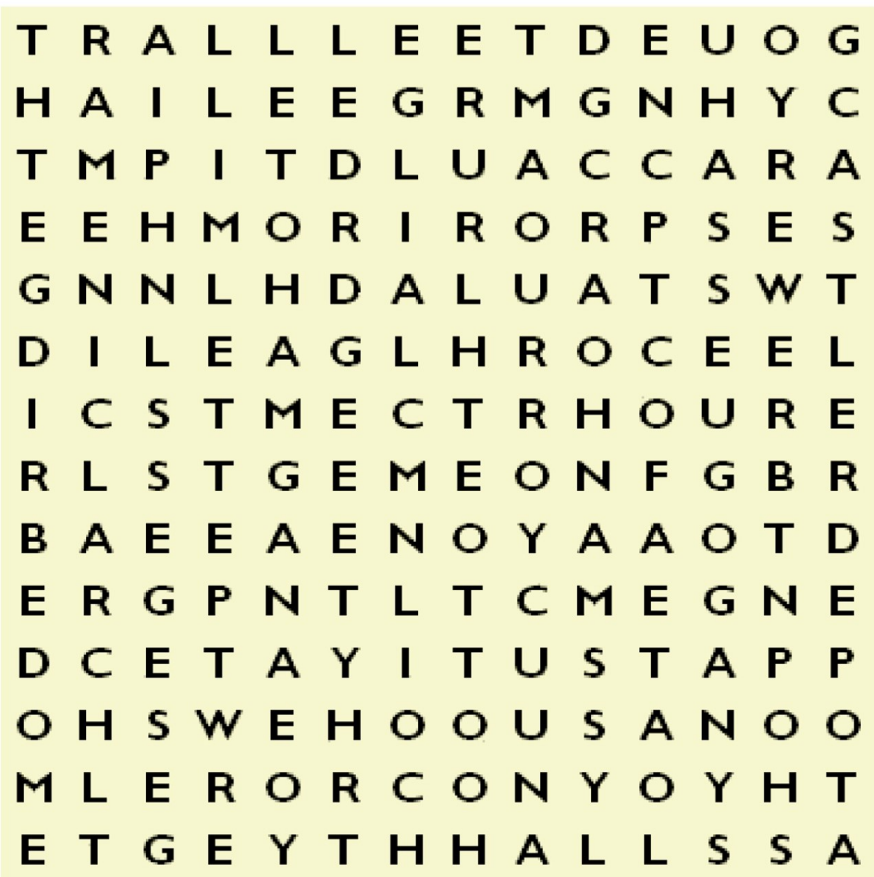 T R A L L L E E T D E U O G
H A I L E E G R M G N H Y C
T M P I T D L U A C C A R A
E E H M O R I R O R P S E S
G N N L H D A L U A T S W T
D I L E A G L H R O C E E L
I C S T M E C T R H O U R E
R L S T G E M E O N F G B R
B A E E A E N O Y A A O T D
E R G P N T L T C M E G N E
D C E T A Y I T U S T A P P
O H S W E H O O U S A N O O
M L E R O R C O N Y O Y H T
E T G E Y T H H A L L S S A